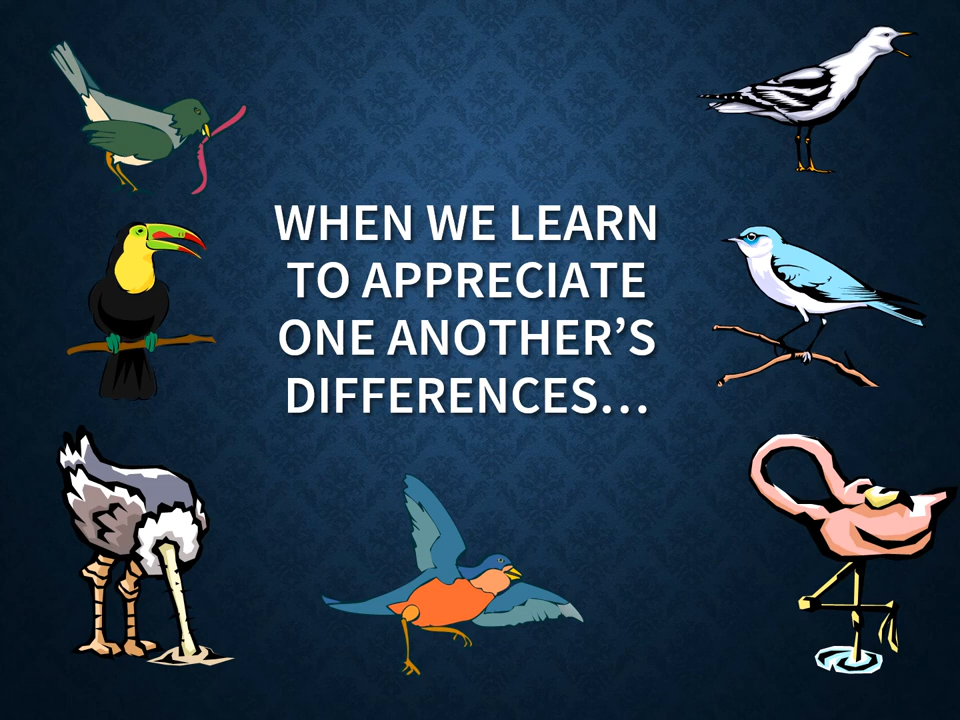 WHEN WE LEARN
TO APPRECIATE
ONE ANOTHER’S
DIFFERENCES…